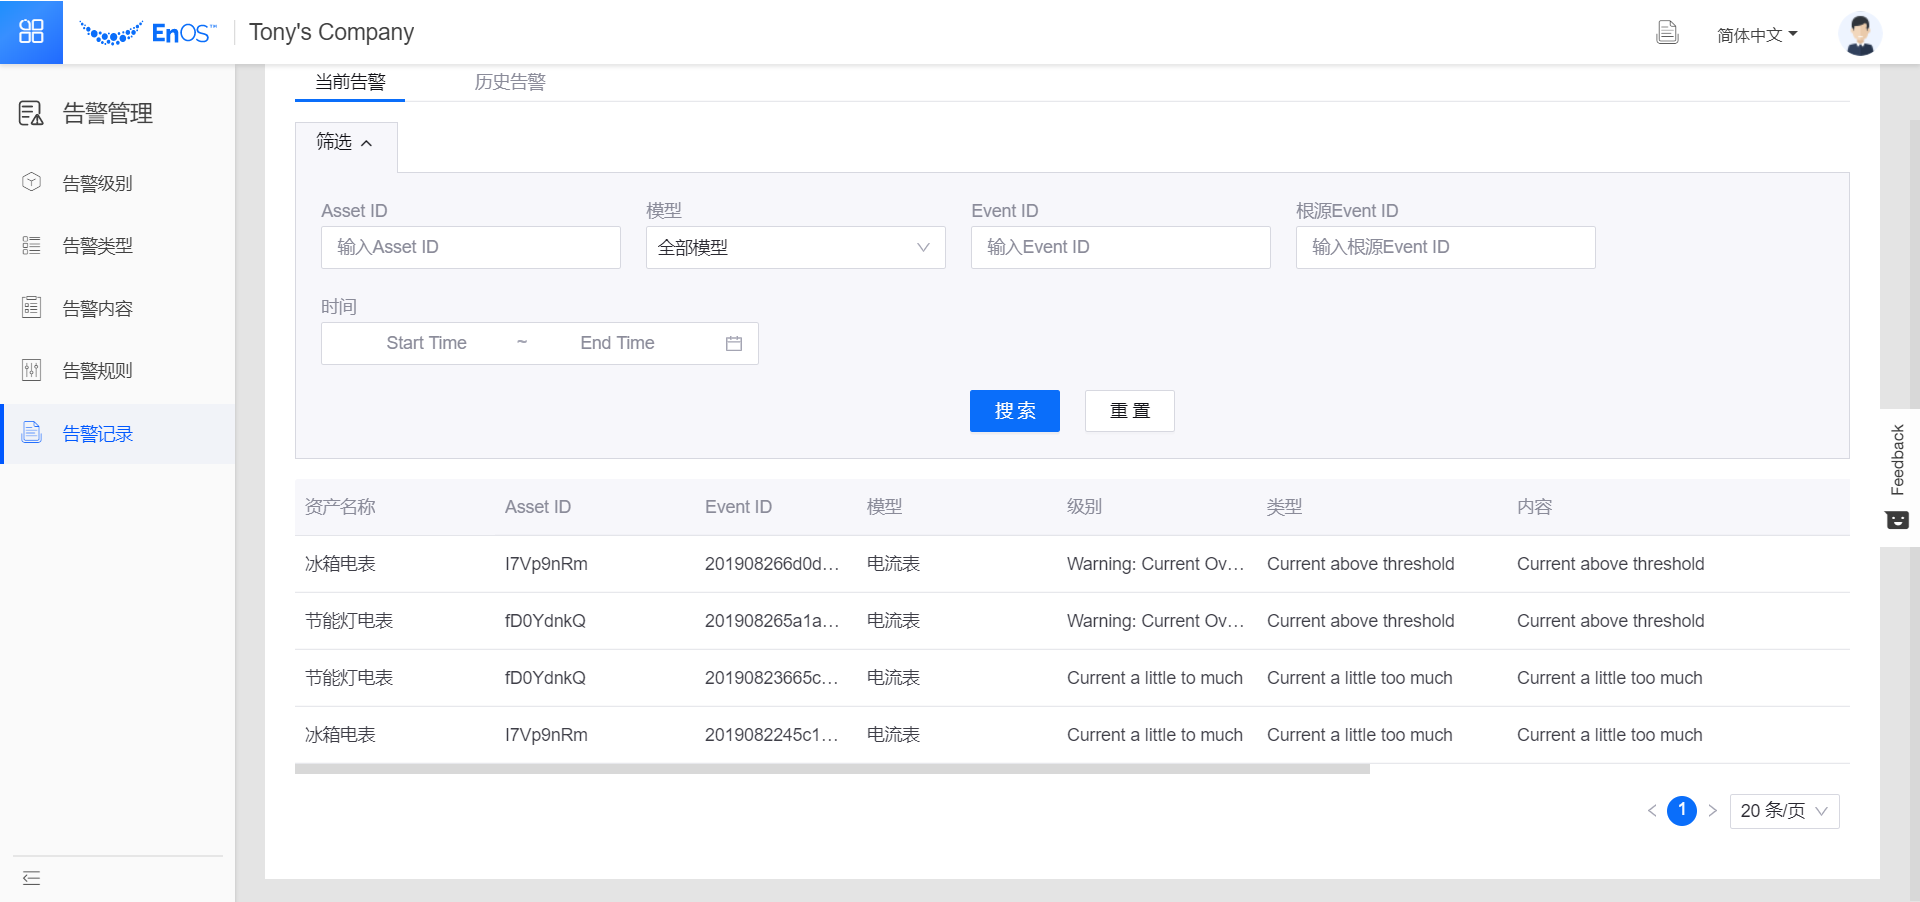 EnOS™ Tony's Company 简体中文
告警管理
告警级别
告警类型
告警内容
告警规则
告警记录
当前告警 历史告警
筛选
Asset ID 模型 Event ID 根源Event ID
输入Asset ID 全部模型 输入Event ID 输入根源Event ID
时间
Start Time ~ End Time
搜索 重置
资产名称 Asset ID Event ID 模型 级别 类型 内容
冰箱电表 I7Vp9nRm 201908266d0d... 电流表 Warning: Current Ov... Current above threshold Current above threshold
节能灯电表 fD0YdnkQ 201908265a1a... 电流表 Warning: Current Ov... Current above threshold Current above threshold
节能灯电表 fD0YdnkQ 20190823665c... 电流表 Current a little to much Current a little too much Current a little too much
冰箱电表 I7Vp9nRm 2019082245c1... 电流表 Current a little to much Current a little too much Current a little too much
1 20 条/页
Feedback